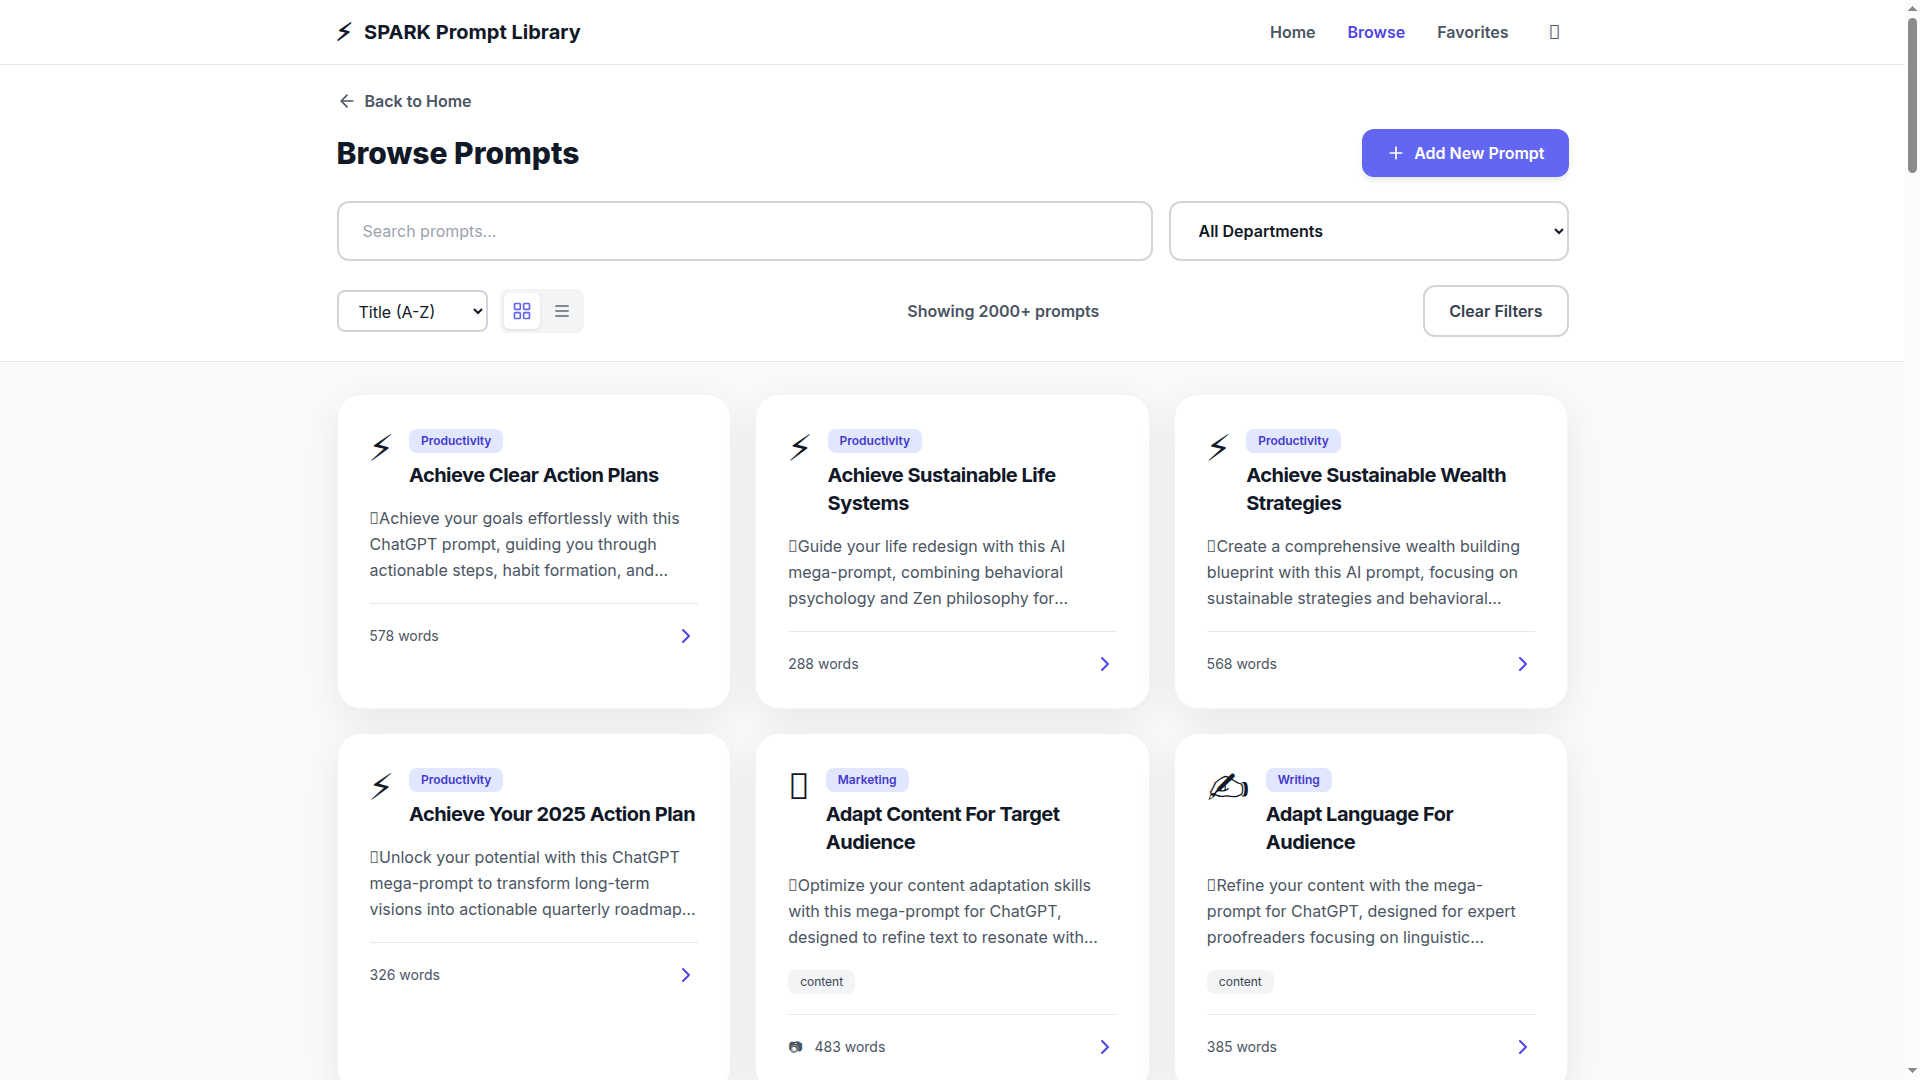 SPARK Prompt Library
Home
Browse
Favorites
Back to Home
Browse Prompts
Add New Prompt
Search prompts...
All Departments
Title (A-Z)
Showing 2000+ prompts
Clear Filters
Productivity
Achieve Clear Action Plans
Achieve your goals effortlessly with this
ChatGPT prompt, guiding you through
actionable steps, habit formation, and...
578 words
Productivity
Achieve Sustainable Life
Systems
Guide your life redesign with this AI
mega-prompt, combining behavioral
psychology and Zen philosophy for...
288 words
Productivity
Achieve Sustainable Wealth
Strategies
Create a comprehensive wealth building
blueprint with this AI prompt, focusing on
sustainable strategies and behavioral...
568 words
Productivity
Achieve Your 2025 Action Plan
Unlock your potential with this ChatGPT
mega-prompt to transform long-term
visions into actionable quarterly roadmap...
326 words
Marketing
Adapt Content For Target
Audience
Optimize your content adaptation skills
with this mega-prompt for ChatGPT,
designed to refine text to resonate with...
content
483 words
Writing
Adapt Language For
Audience
Refine your content with the mega-
prompt for ChatGPT, designed for expert
proofreaders focusing on linguistic...
content
385 words